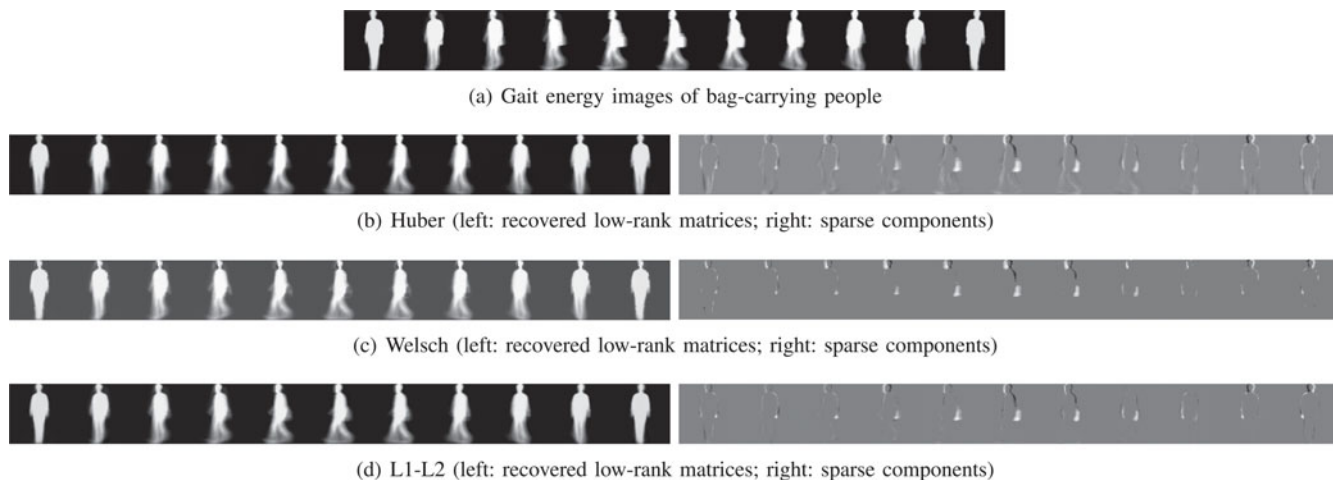 (a) Gait energy images of bag-carrying people
(b) Huber (left: recovered low-rank matrices; right: sparse components)
(c) Welsch (left: recovered low-rank matrices; right: sparse components)
(d) L1-L2 (left: recovered low-rank matrices; right: sparse components)